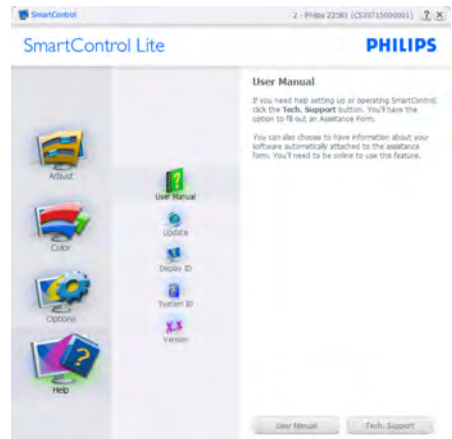 SmartControl
2 - Philips 225B1 (CS30715000001) ? X
SmartControl Lite
PHILIPS
Adjust
Color
Options
Help
User Manual
Update
Display ID
System ID
Version
User Manual
If you need help setting up or operating SmartControl
click the Tech. Support button. You'll have the
option to fill out an Assistance Form.
You can also choose to have information about your
software automatically attached to the assistance
form. You'll need to be online to use this feature.
User Manual
Tech. Support